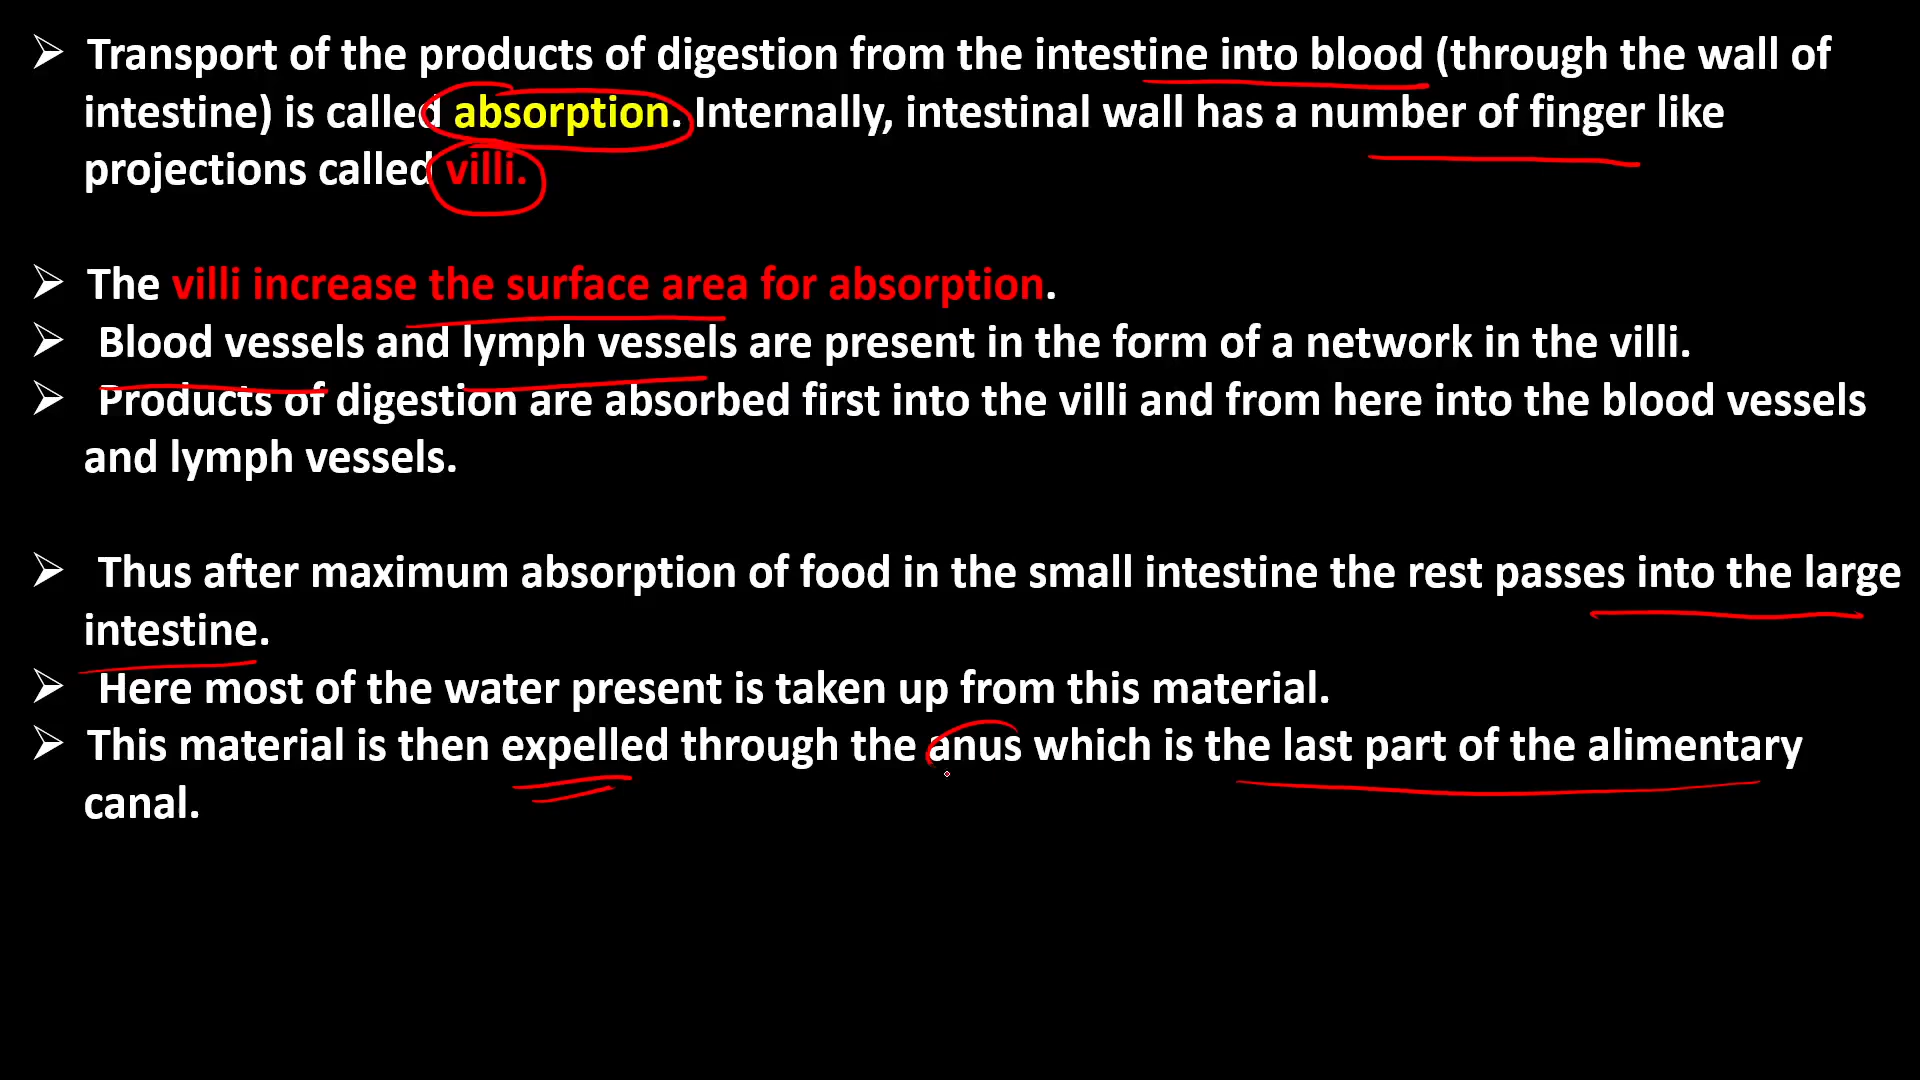 ➢ Transport of the products of digestion from the intestine into blood (through the wall of
intestine) is called absorption. Internally, intestinal wall has a number of finger like
projections called villi.
➢ The villi increase the surface area for absorption.
➢ Blood vessels and lymph vessels are present in the form of a network in the villi.
➢ Products of digestion are absorbed first into the villi and from here into the blood vessels
and lymph vessels.
➢ Thus after maximum absorption of food in the small intestine the rest passes into the large
intestine.
➢ Here most of the water present is taken up from this material.
➢ This material is then expelled through the anus which is the last part of the alimentary
canal.